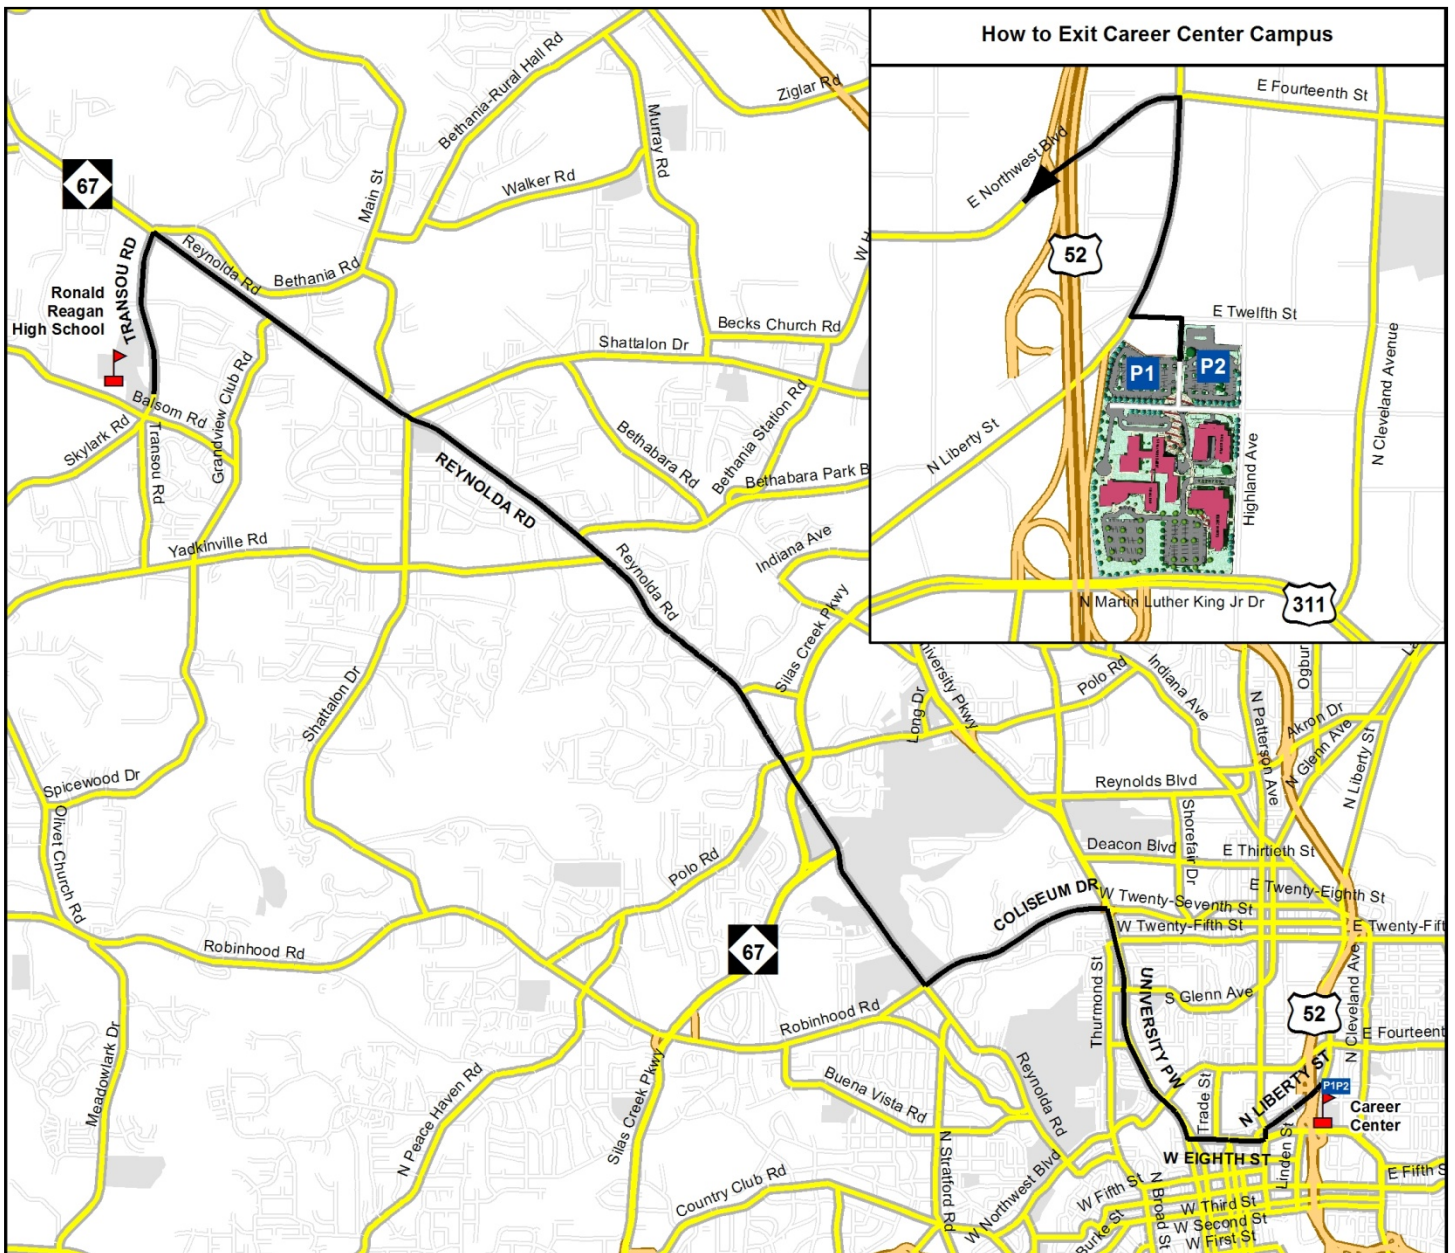 How to Exit Career Center Campus
E Fourteenth St
E Northwest Blvd
52
E Twelfth St
P1
P2
N Liberty St
Highland Ave
N Cleveland Avenue
N Martin Luther King Jr Dr
311
Bethania-Rural Hall Rd
Ziglar Rd
Murray Rd
Walker Rd
67
Main St
TRANSOU RD
Reynolda Rd
Bethania Rd
Ronald
Reagan
High School
Becks Church Rd
Shattalon Dr
Grandview Club Rd
Balsom Rd
Skylark Rd
Transou Rd
Bethabara Rd
Bethania Station Rd
Bethabara Park B
REYNOLDA RD
Yadkinville Rd
Indiana Ave
Reynolda Rd
Silas Creek Pkwy
Shattalon Dr
Long Dr
University Pkwy
Polo Rd
Indiana Ave
N Patterson Ave
Ogbur
Akron Dr
N Glenn Ave
N Liberty St
Spicewood Dr
Olivet Church Rd
Reynolds Blvd
Shorefair Dr
Deacon Blvd
E Thirtieth St
Polo Rd
COLISEUM DR
E Twenty-Eighth St
W Twenty-Seventh St
W Twenty-Fifth St
E Twenty-Fift
Robinhood Rd
67
Thurmond St
UNIVERSITY PW
S Glenn Ave
52
N Cleveland Ave
E Fourteent
Robinhood Rd
Meadowlark Dr
N Peace Haven Rd
Silas Creek Pkwy
Buena Vista Rd
Reynolda Rd
Trade St
N LIBERTY ST
P1P2
Career
Center
W EIGHTH ST
Linden St
N Stratford Rd
Country Club Rd
W Northwest Blvd
W Fifth St
Burke St
N Broad St
W Third St
W Second St
W First St
E Fifth S